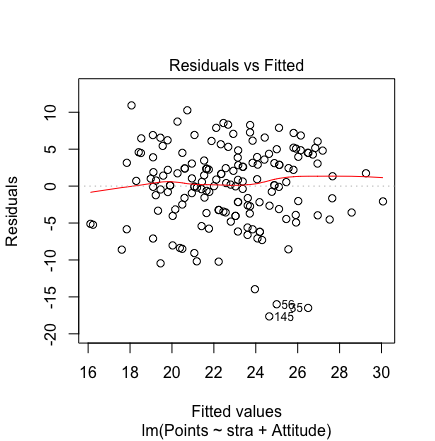 Residuals vs Fitted
Residuals
10
5
0
-5
-10
-15
-20
56
35
145
16 18 20 22 24 26 28 30
Fitted values
lm(Points ~ stra + Attitude)